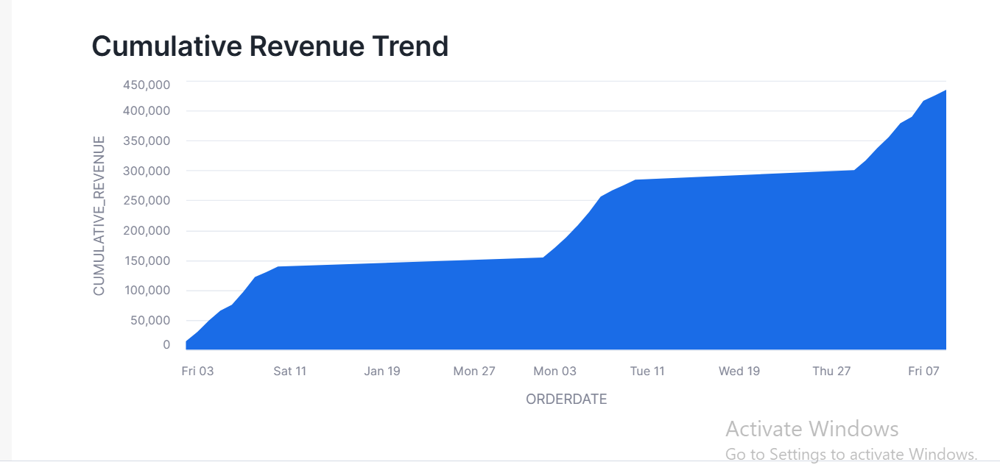 Cumulative Revenue Trend
450,000
400,000
350,000
300,000
250,000
200,000
150,000
100,000
50,000
0
CUMULATIVE_REVENUE
Fri 03 Sat 11 Jan 19 Mon 27 Mon 03 Tue 11 Wed 19 Thu 27 Fri 07
ORDERDATE
Activate Windows
Go to Settings to activate Windows.